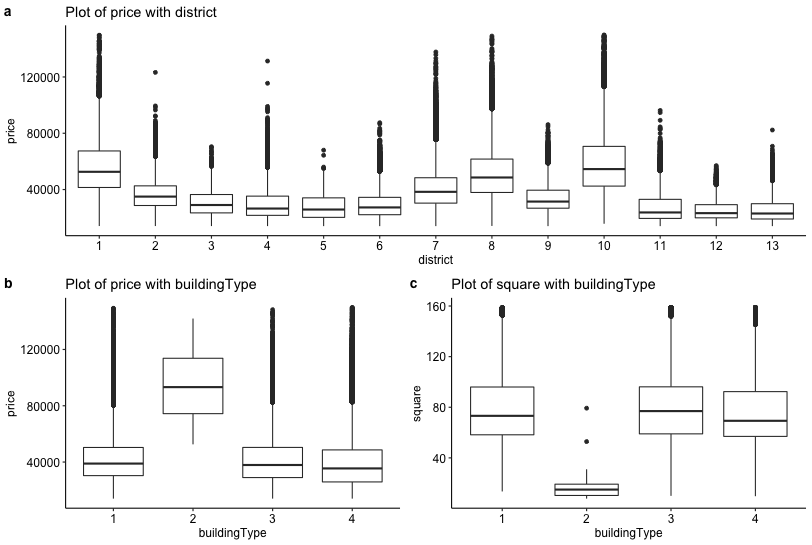 a Plot of price with district
price
120000
80000
40000
1 2 3 4 5 6 7 8 9 10 11 12 13
district
b Plot of price with buildingType
price
120000
80000
40000
1 2 3 4
buildingType
c Plot of square with buildingType
square
160
120
80
40
1 2 3 4
buildingType